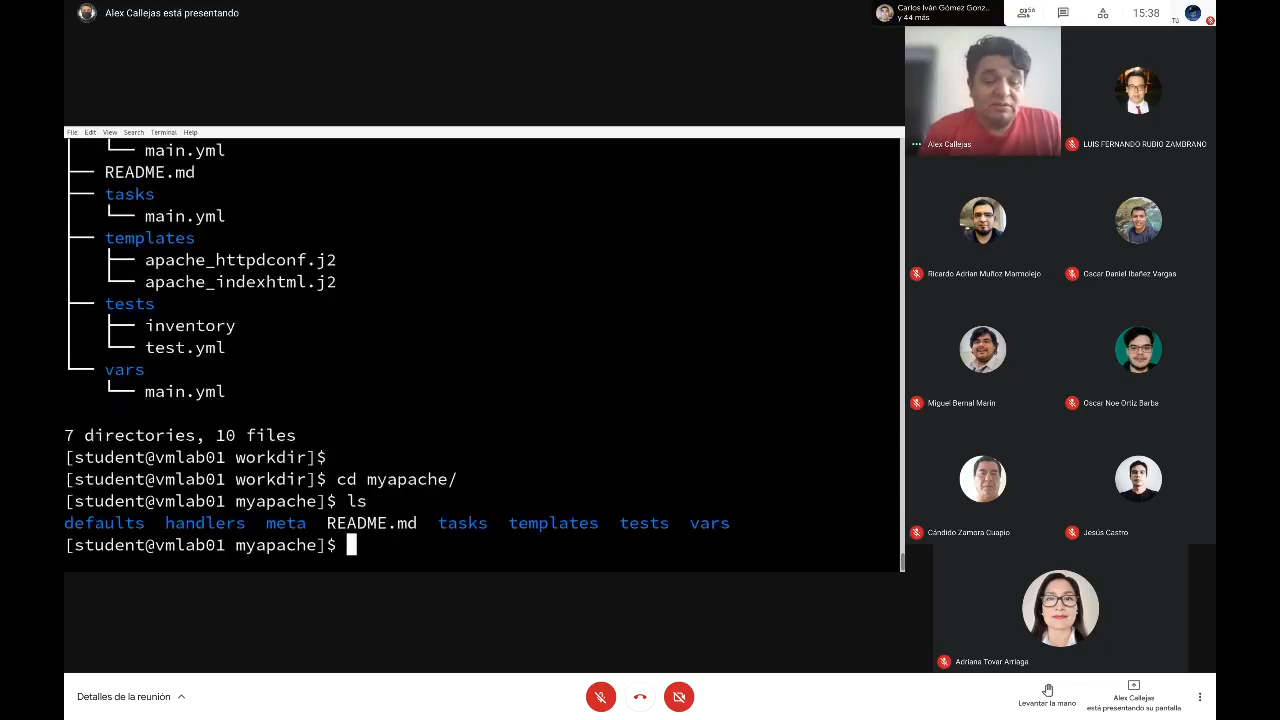 Alex Callejas está presentando
Carlos Iván Gómez Gonz...
y 44 más
56
15:38
Tú
File Edit View Search Terminal Help
└── main.yml
├── README.md
├── tasks
└── main.yml
├── templates
├── apache_httpdconf.j2
└── apache_indexhtml.j2
├── tests
├── inventory
└── test.yml
└── vars
└── main.yml
7 directories, 10 files
[student@vmlab01 workdir]$
[student@vmlab01 workdir]$ cd myapache/
[student@vmlab01 myapache]$ ls
defaults handlers meta README.md tasks templates tests vars
[student@vmlab01 myapache]$
Alex Callejas
LUIS FERNANDO RUBIO ZAMBRANO
Ricardo Adrian Muñoz Marmolejo
Oscar Daniel Ibañez Vargas
Miguel Bernal Marin
Oscar Noe Ortiz Barba
Cándido Zamora Cuapio
Jesús Castro
Adriana Tovar Arriaga
Detalles de la reunión
Levantar la mano
Alex Callejas
está presentando su pantalla